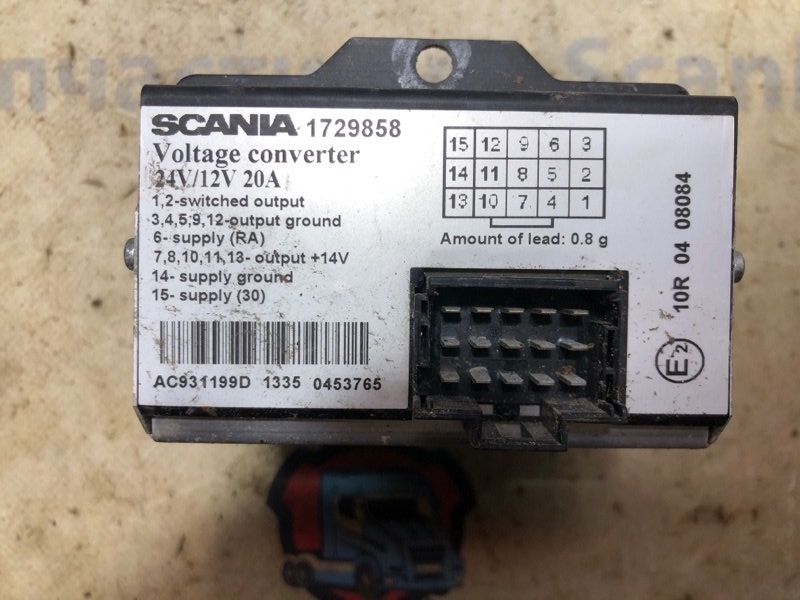 SCANIA 1729858
Voltage converter
24V/12V 20A
1,2-switched output
3,4,5,9,12-output ground
6- supply (RA)
7,8,10,11,13- output +14V
14- supply ground
15- supply (30)
AC931199D 1335 0453765
15 12 9 6 3
14 11 8 5 2
13 10 7 4 1
Amount of lead: 0.8 g
10R 04 08084
E2